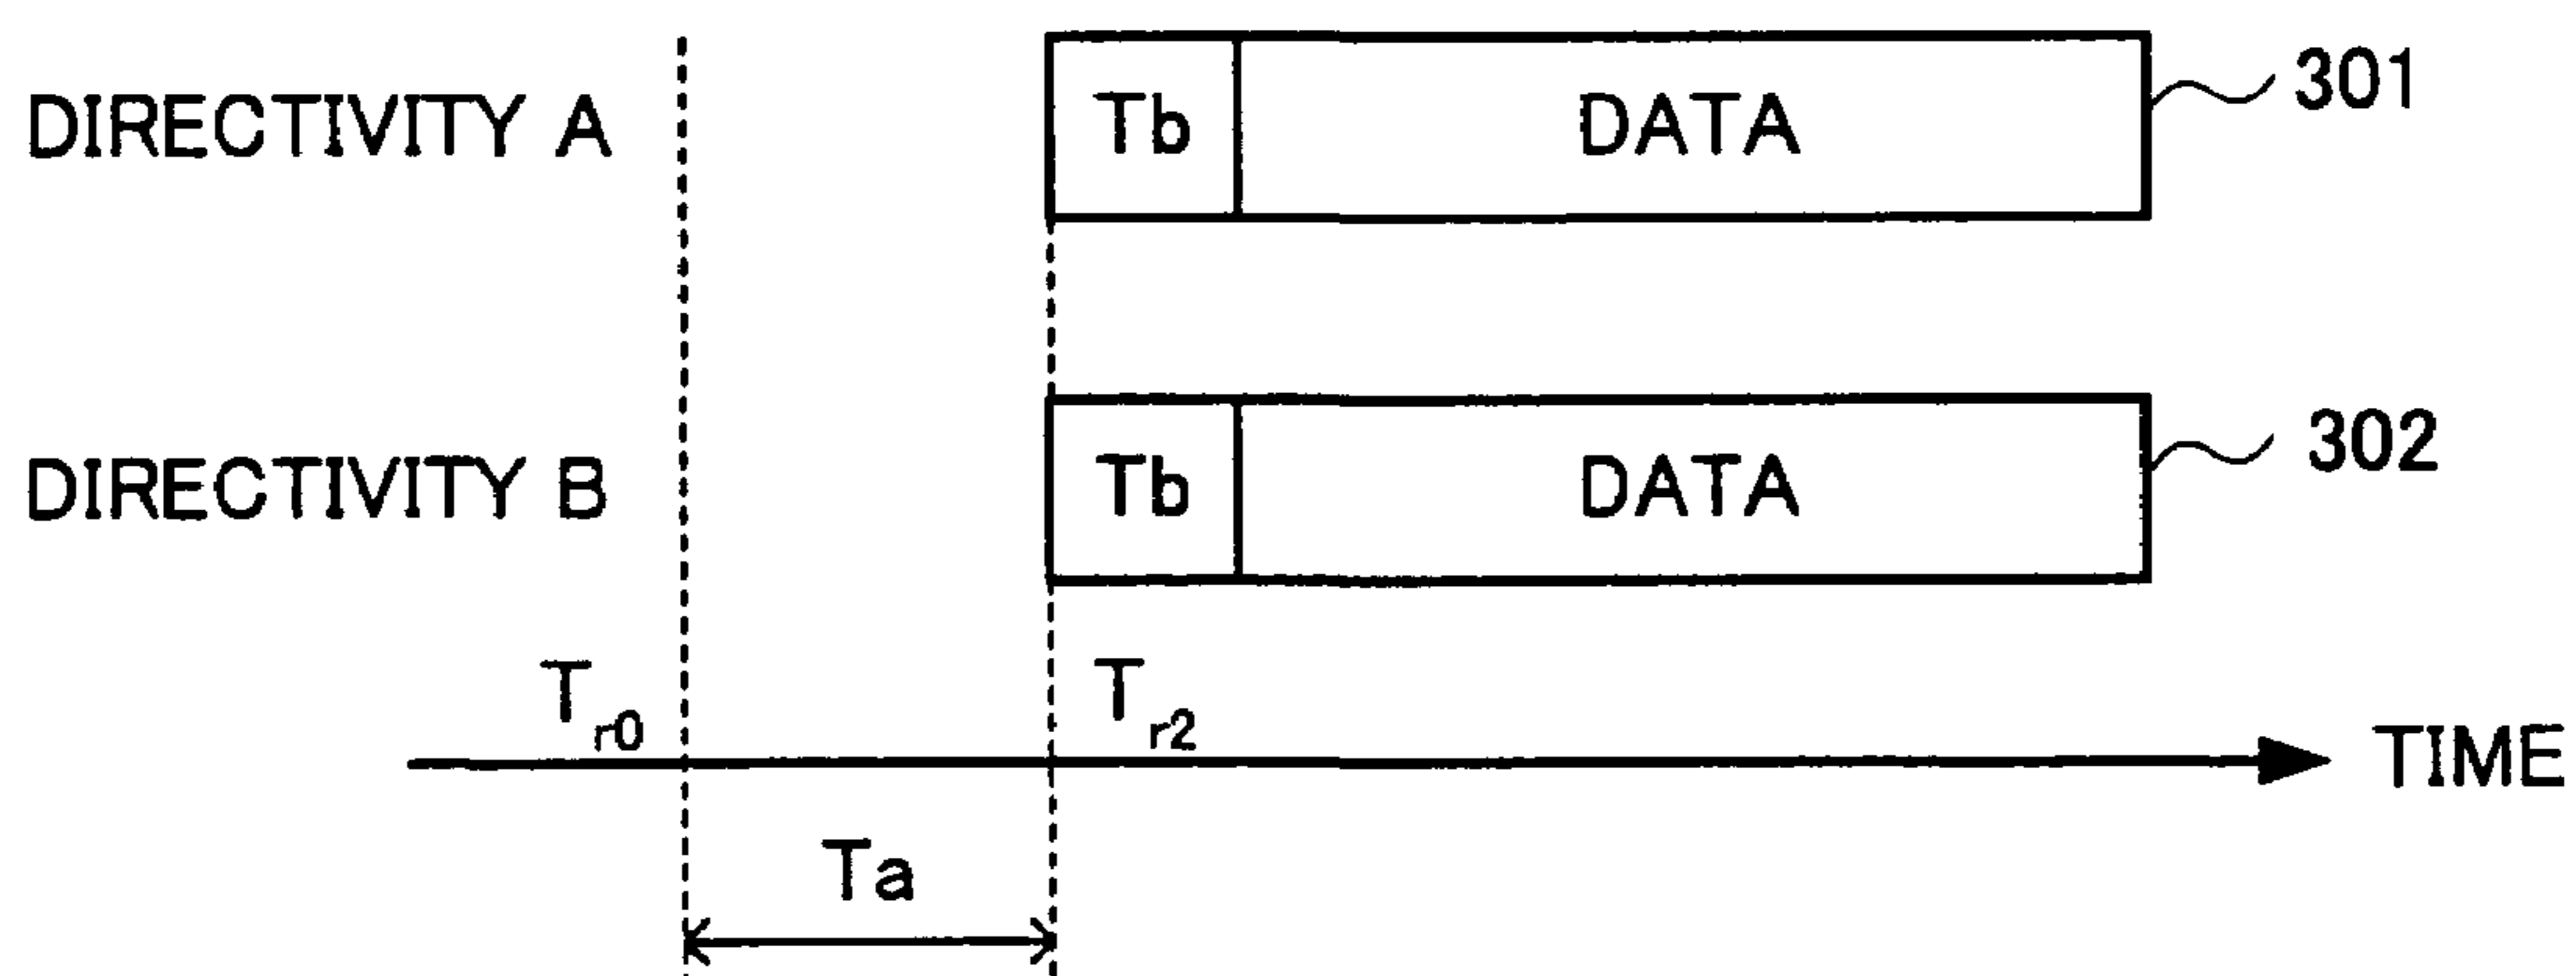 DIRECTIVITY A Tb DATA 301
DIRECTIVITY B Tb DATA 302
Tr0 Tr2
TIME
Ta